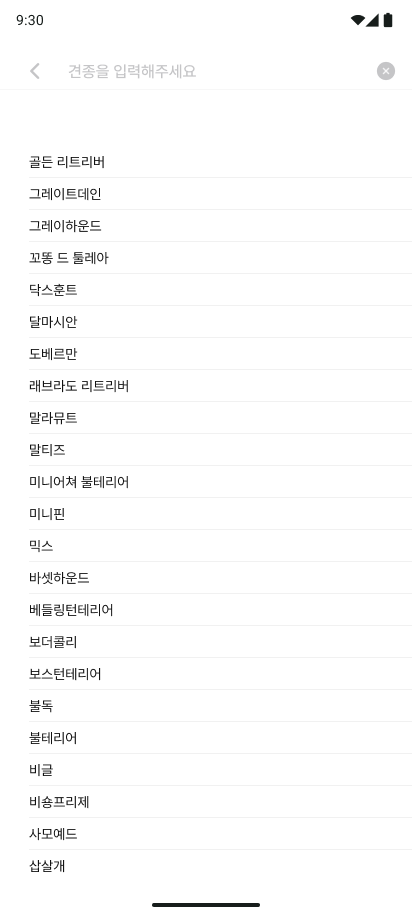 9:30
견종을 입력해주세요
골든 리트리버
그레이트데인
그레이하운드
꼬똥 드 툴레아
닥스훈트
달마시안
도베르만
래브라도 리트리버
말라뮤트
말티즈
미니어쳐 불테리어
미니핀
믹스
바셋하운드
베들링턴테리어
보더콜리
보스턴테리어
불독
불테리어
비글
비숑프리제
사모예드
삽살개